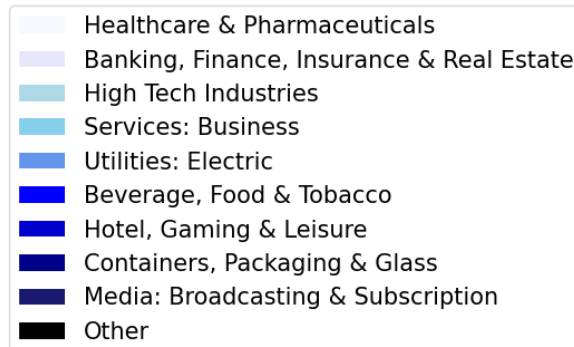 Healthcare & Pharmaceuticals
Banking, Finance, Insurance & Real Estate
High Tech Industries
Services: Business
Utilities: Electric
Beverage, Food & Tobacco
Hotel, Gaming & Leisure
Containers, Packaging & Glass
Media: Broadcasting & Subscription
Other